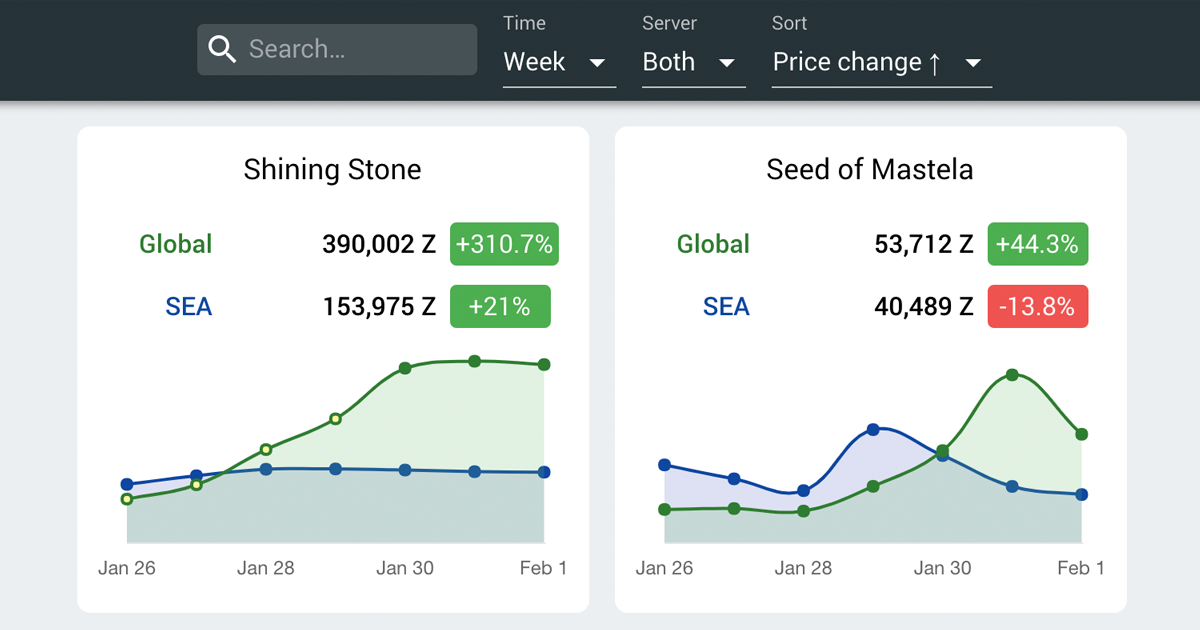 Time
Server
Sort
Search...
Week
Both
Price change ↑
Shining Stone
Global 390,002 Z +310.7%
SEA 153,975 Z +21%
Jan 26 Jan 28 Jan 30 Feb 1
Seed of Mastela
Global 53,712 Z +44.3%
SEA 40,489 Z -13.8%
Jan 26 Jan 28 Jan 30 Feb 1